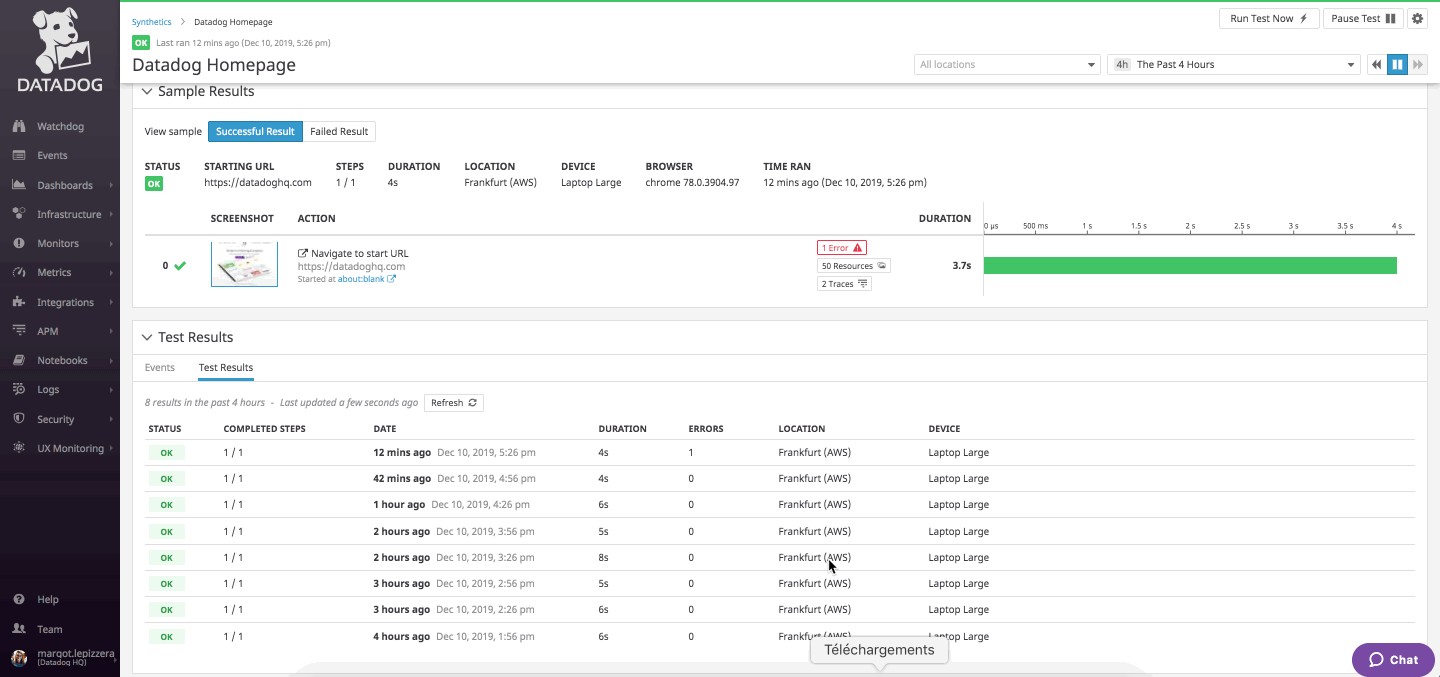 DATADOG
Watchdog
Events
Dashboards
Infrastructure
Monitors
Metrics
Integrations
APM
Notebooks
Logs
Security
UX Monitoring
Help
Team
margot.lepizzera
[Datadog HQ]
Synthetics > Datadog Homepage
Run Test Now
Pause Test
OK Last ran 12 mins ago (Dec 10, 2019, 5:26 pm)
Datadog Homepage
All locations
4h The Past 4 Hours
Sample Results
View sample Successful Result Failed Result
STATUS STARTING URL STEPS DURATION LOCATION DEVICE BROWSER TIME RAN
OK https://datadoghq.com 1 / 1 4s Frankfurt (AWS) Laptop Large chrome 78.0.3904.97 12 mins ago (Dec 10, 2019, 5:26 pm)
SCREENSHOT ACTION DURATION
0 µs 500 ms 1 s 1.5 s 2 s 2.5 s 3 s 3.5 s 4 s
0
Navigate to start URL
https://datadoghq.com
Started at about:blank
1 Error
50 Resources
2 Traces
3.7s
Test Results
Events Test Results
8 results in the past 4 hours - Last updated a few seconds ago Refresh
STATUS COMPLETED STEPS DATE DURATION ERRORS LOCATION DEVICE
OK 1 / 1 12 mins ago Dec 10, 2019, 5:26 pm 4s 1 Frankfurt (AWS) Laptop Large
OK 1 / 1 42 mins ago Dec 10, 2019, 4:56 pm 4s 0 Frankfurt (AWS) Laptop Large
OK 1 / 1 1 hour ago Dec 10, 2019, 4:26 pm 6s 0 Frankfurt (AWS) Laptop Large
OK 1 / 1 2 hours ago Dec 10, 2019, 3:56 pm 5s 0 Frankfurt (AWS) Laptop Large
OK 1 / 1 2 hours ago Dec 10, 2019, 3:26 pm 8s 0 Frankfurt (AWS) Laptop Large
OK 1 / 1 3 hours ago Dec 10, 2019, 2:56 pm 5s 0 Frankfurt (AWS) Laptop Large
OK 1 / 1 3 hours ago Dec 10, 2019, 2:26 pm 6s 0 Frankfurt (AWS) Laptop Large
OK 1 / 1 4 hours ago Dec 10, 2019, 1:56 pm 6s 0 Frankfurt (AWS) Laptop Large
Téléchargements
Chat